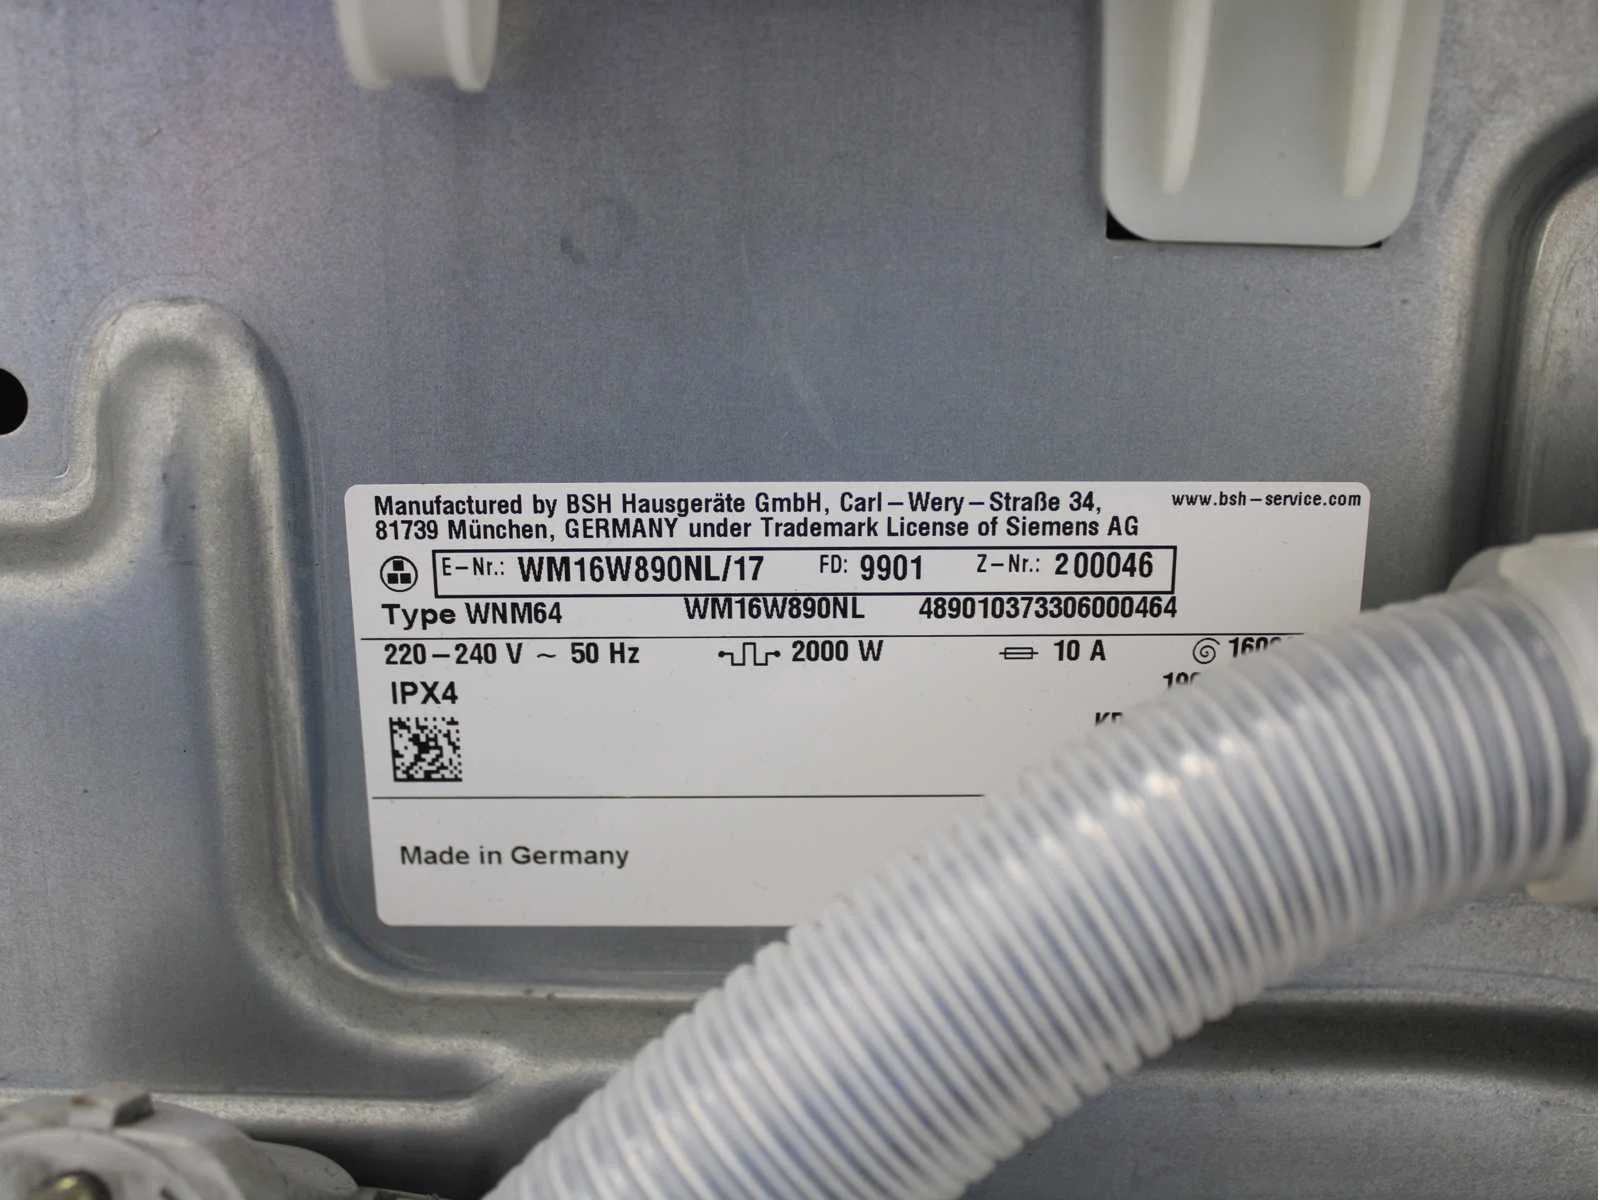 Manufactured by BSH Hausgeräte GmbH, Carl-Wery-Straße 34, www.bsh-service.com
81739 München, GERMANY under Trademark License of Siemens AG
E-Nr.: WM16W890NL/17 FD: 9901 Z-Nr.: 200046
Type WNM64 WM16W890NL 489010373306000464
220-240 V ~ 50 Hz 2000 W 10 A
IPX4
Made in Germany